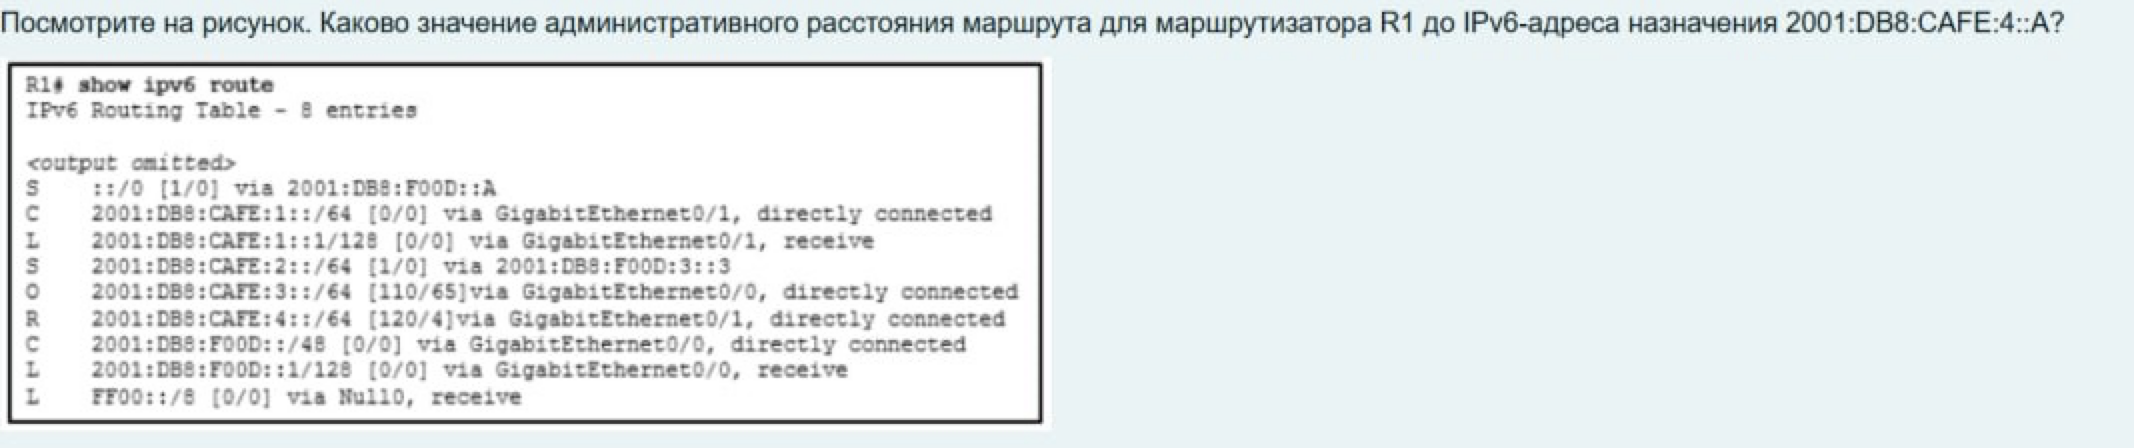 Посмотрите на рисунок. Каково значение административного расстояния маршрута для маршрутизатора R1 до IPv6-адреса назначения 2001:DB8:CAFE:4::A?
R1# show ipv6 route
IPv6 Routing Table - 8 entries
<output omitted>
S ::/0 [1/0] via 2001:DB8:F00D::A
C 2001:DB8:CAFE:1::/64 [0/0] via GigabitEthernet0/1, directly connected
L 2001:DB8:CAFE:1::1/128 [0/0] via GigabitEthernet0/1, receive
S 2001:DB8:CAFE:2::/64 [1/0] via 2001:DB8:F00D:3::3
O 2001:DB8:CAFE:3::/64 [110/65]via GigabitEthernet0/0, directly connected
R 2001:DB8:CAFE:4::/64 [120/4]via GigabitEthernet0/1, directly connected
C 2001:DB8:F00D::/48 [0/0] via GigabitEthernet0/0, directly connected
L 2001:DB8:F00D::1/128 [0/0] via GigabitEthernet0/0, receive
L FF00::/8 [0/0] via Null0, receive